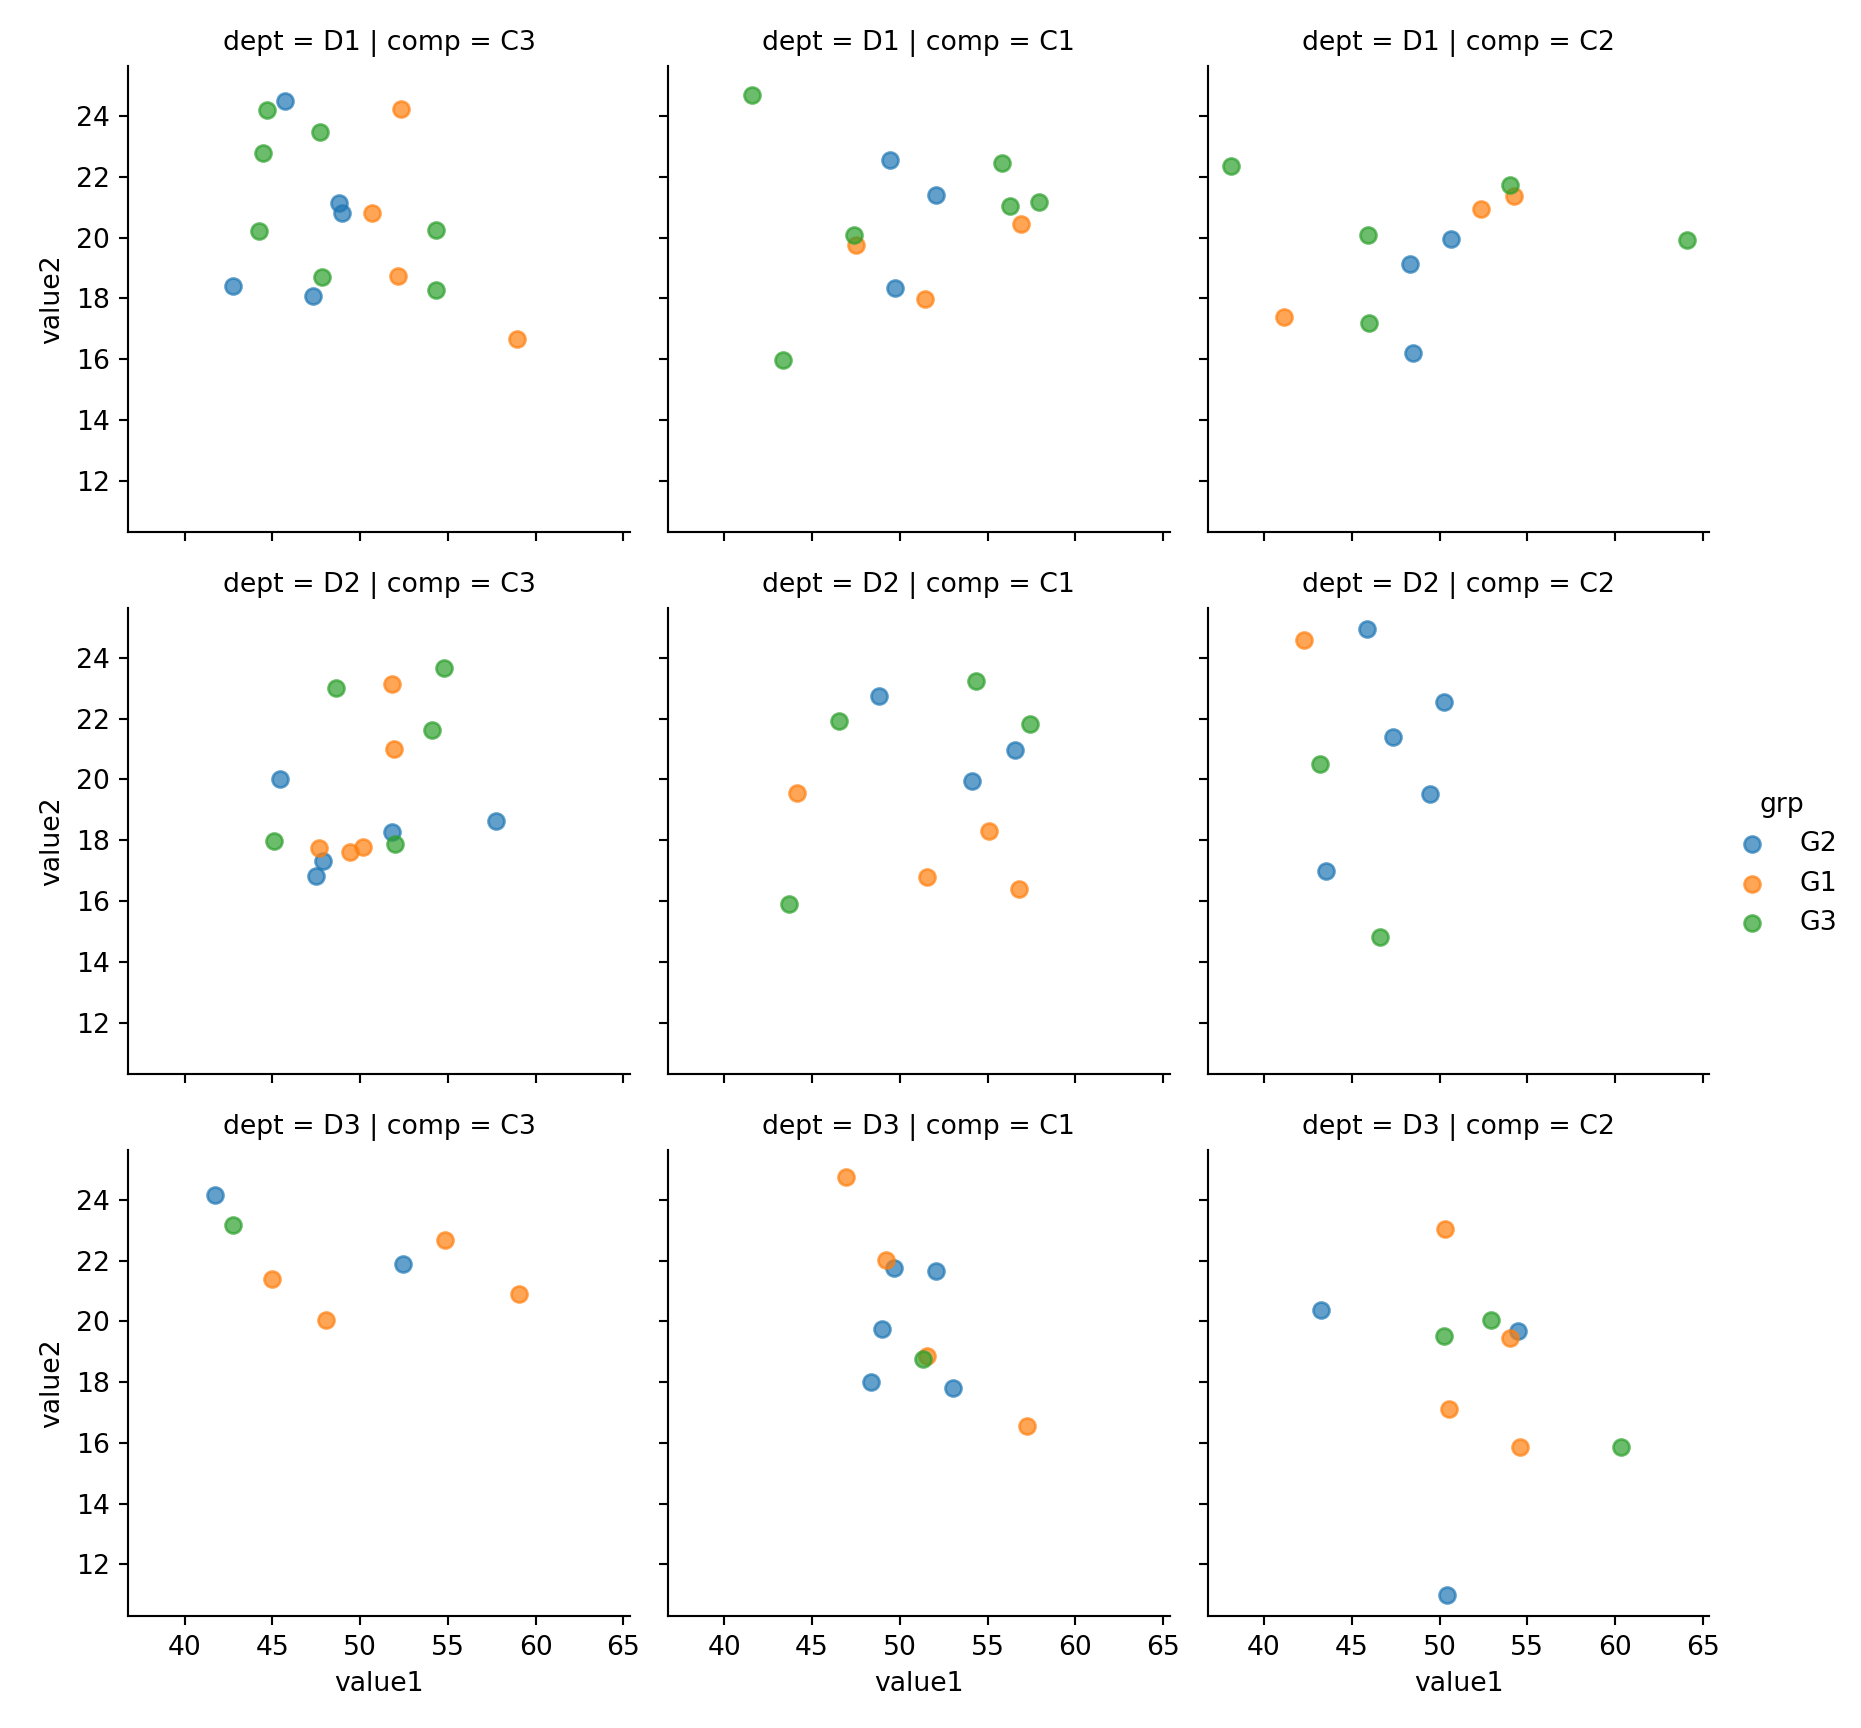 dept = D1 | comp = C3
dept = D1 | comp = C1
dept = D1 | comp = C2
value2
24
22
20
18
16
14
12
dept = D2 | comp = C3
dept = D2 | comp = C1
dept = D2 | comp = C2
value2
24
22
20
18
16
14
12
grp
G2
G1
G3
dept = D3 | comp = C3
dept = D3 | comp = C1
dept = D3 | comp = C2
value2
24
22
20
18
16
14
12
40 45 50 55 60 65
40 45 50 55 60 65
40 45 50 55 60 65
value1
value1
value1